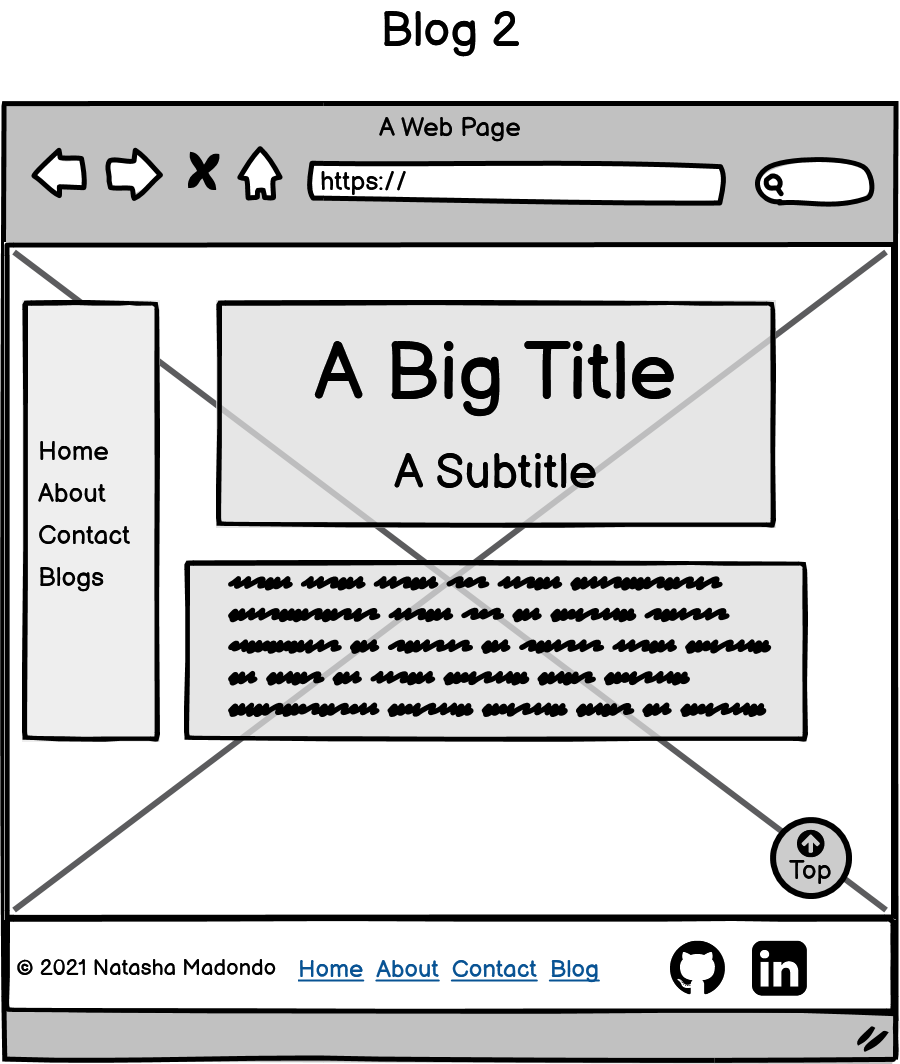 Blog 2
A Web Page
https://
A Big Title
A Subtitle
Home
About
Contact
Blogs
Top
© 2021 Natasha Madondo Home About Contact Blog
in